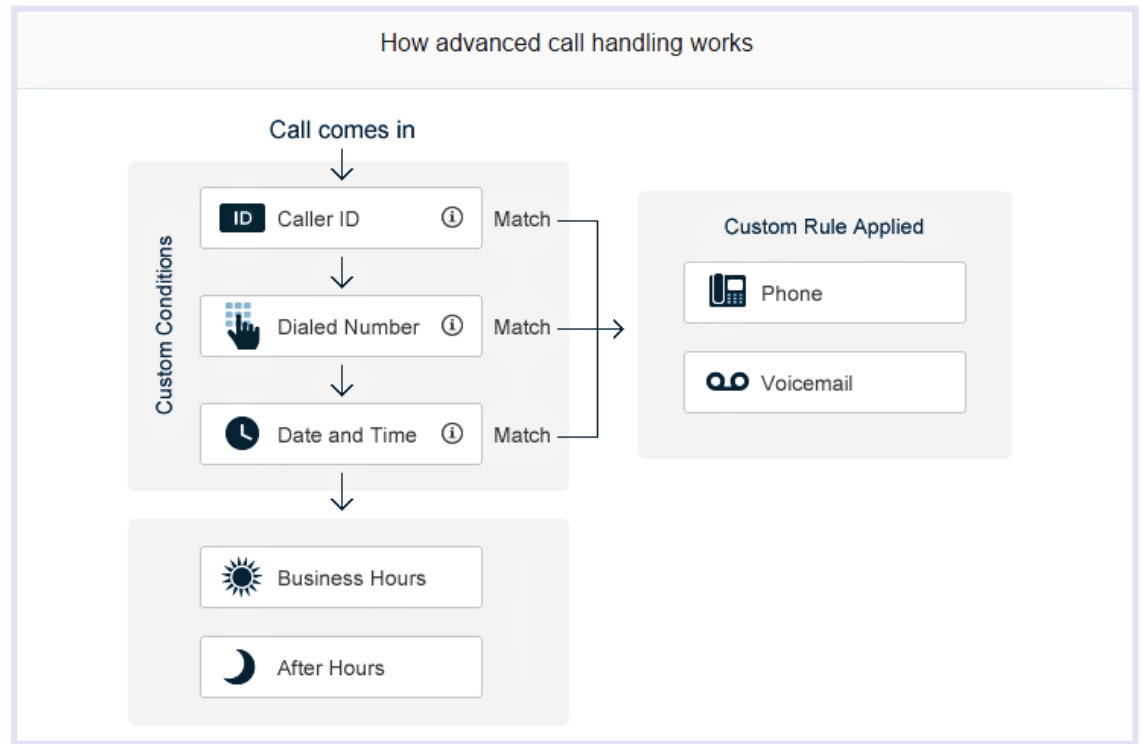 How advanced call handling works
Call comes in
Custom Conditions
ID Caller ID i Match
Dialed Number i Match
Date and Time i Match
Custom Rule Applied
Phone
Voicemail
Business Hours
After Hours